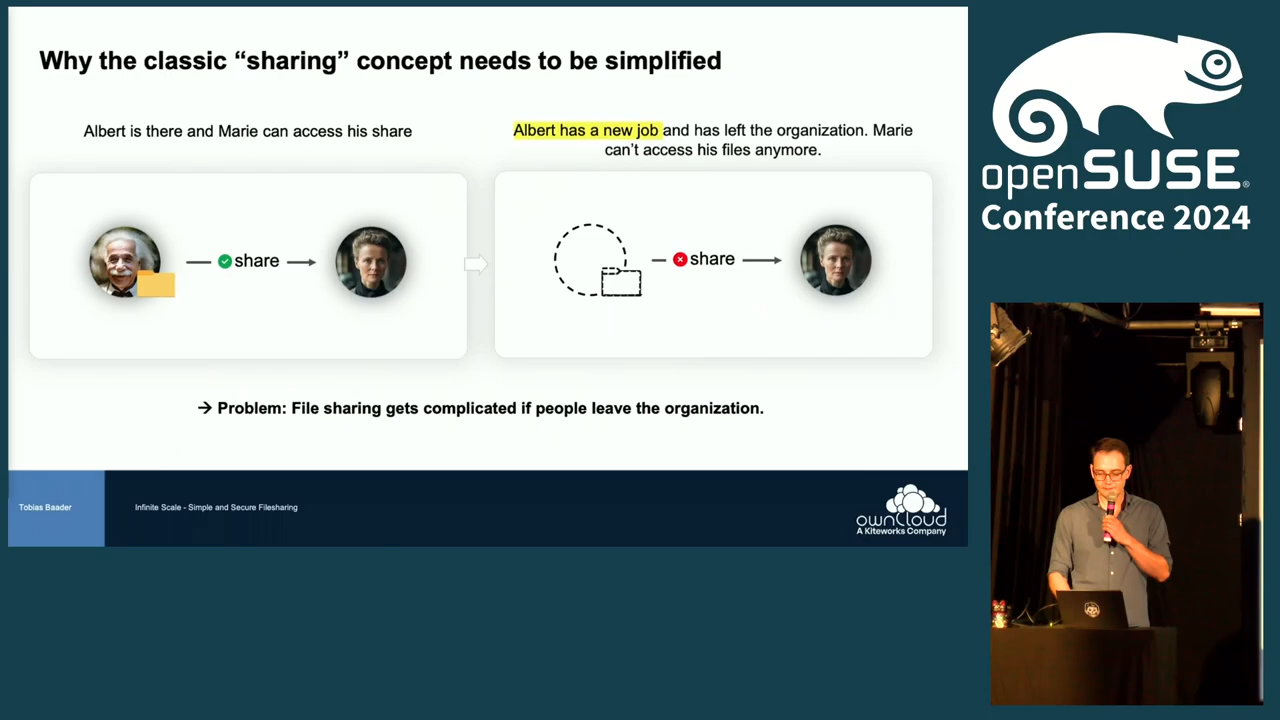 Why the classic “sharing” concept needs to be simplified
Albert is there and Marie can access his share
share
Albert has a new job and has left the organization. Marie
can’t access his files anymore.
share
→ Problem: File sharing gets complicated if people leave the organization.
Tobias Baader
Infinite Scale - Simple and Secure Filesharing
ownCloud
A Kiteworks Company
openSUSE®
Conference 2024